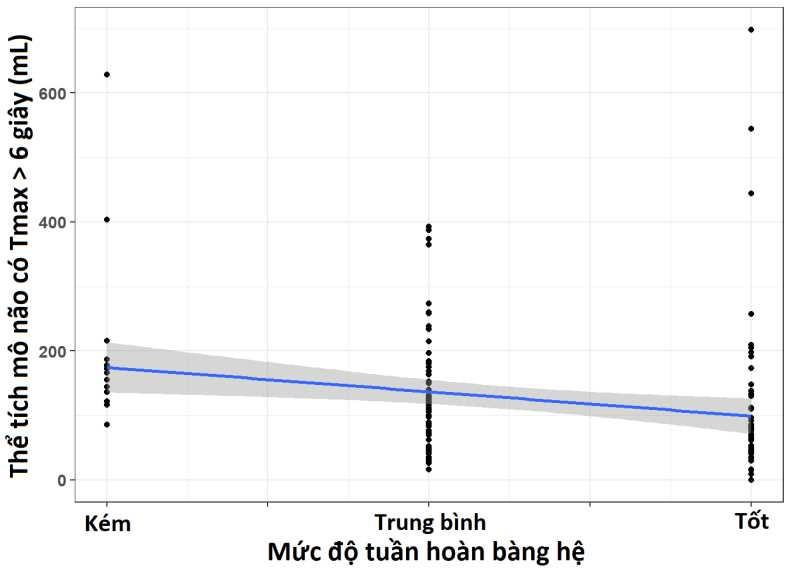 Thể tích mô não có Tmax > 6 giây (mL)
600
400
200
0
Kém Trung bình Tốt
Mức độ tuần hoàn bàng hệ